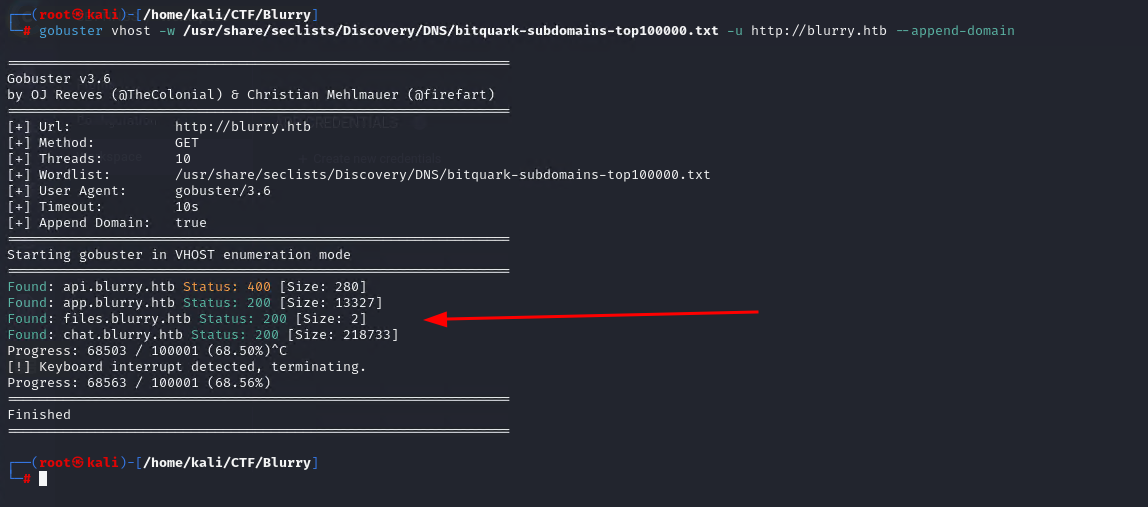 ┌──(root㉿kali)-[/home/kali/CTF/Blurry]
└─# gobuster vhost -w /usr/share/seclists/Discovery/DNS/bitquark-subdomains-top100000.txt -u http://blurry.htb --append-domain
===============================================================
Gobuster v3.6
by OJ Reeves (@TheColonial) & Christian Mehlmauer (@firefart)
===============================================================
[+] Url: http://blurry.htb
[+] Method: GET
[+] Threads: 10
[+] Wordlist: /usr/share/seclists/Discovery/DNS/bitquark-subdomains-top100000.txt
[+] User Agent: gobuster/3.6
[+] Timeout: 10s
[+] Append Domain: true
===============================================================
Starting gobuster in VHOST enumeration mode
===============================================================
Found: api.blurry.htb Status: 400 [Size: 280]
Found: app.blurry.htb Status: 200 [Size: 13327]
Found: files.blurry.htb Status: 200 [Size: 2]
Found: chat.blurry.htb Status: 200 [Size: 218733]
Progress: 68503 / 100001 (68.50%)^C
[!] Keyboard interrupt detected, terminating.
Progress: 68563 / 100001 (68.56%)
===============================================================
Finished
===============================================================
┌──(root㉿kali)-[/home/kali/CTF/Blurry]
└─#